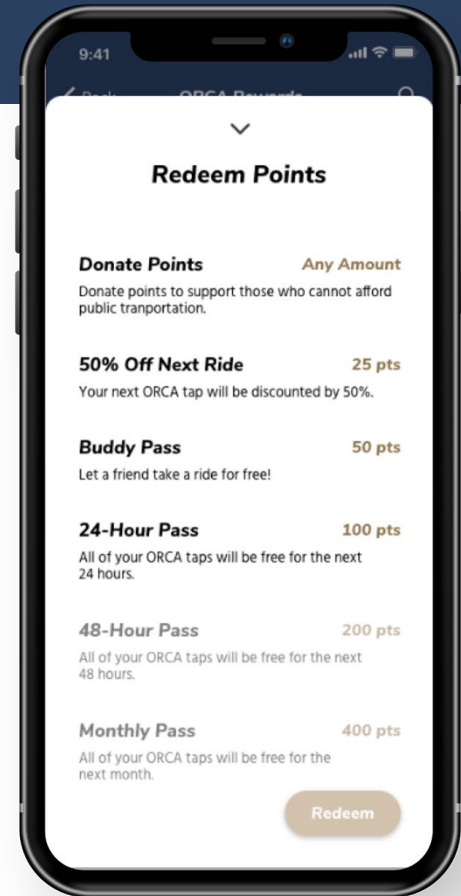 9:41
Redeem Points
Donate Points Any Amount
Donate points to support those who cannot afford
public tranportation.
50% Off Next Ride 25 pts
Your next ORCA tap will be discounted by 50%.
Buddy Pass 50 pts
Let a friend take a ride for free!
24-Hour Pass 100 pts
All of your ORCA taps will be free for the next
24 hours.
48-Hour Pass 200 pts
All of your ORCA taps will be free for the next
48 hours.
Monthly Pass 400 pts
All of your ORCA taps will be free for the
next month.
Redeem